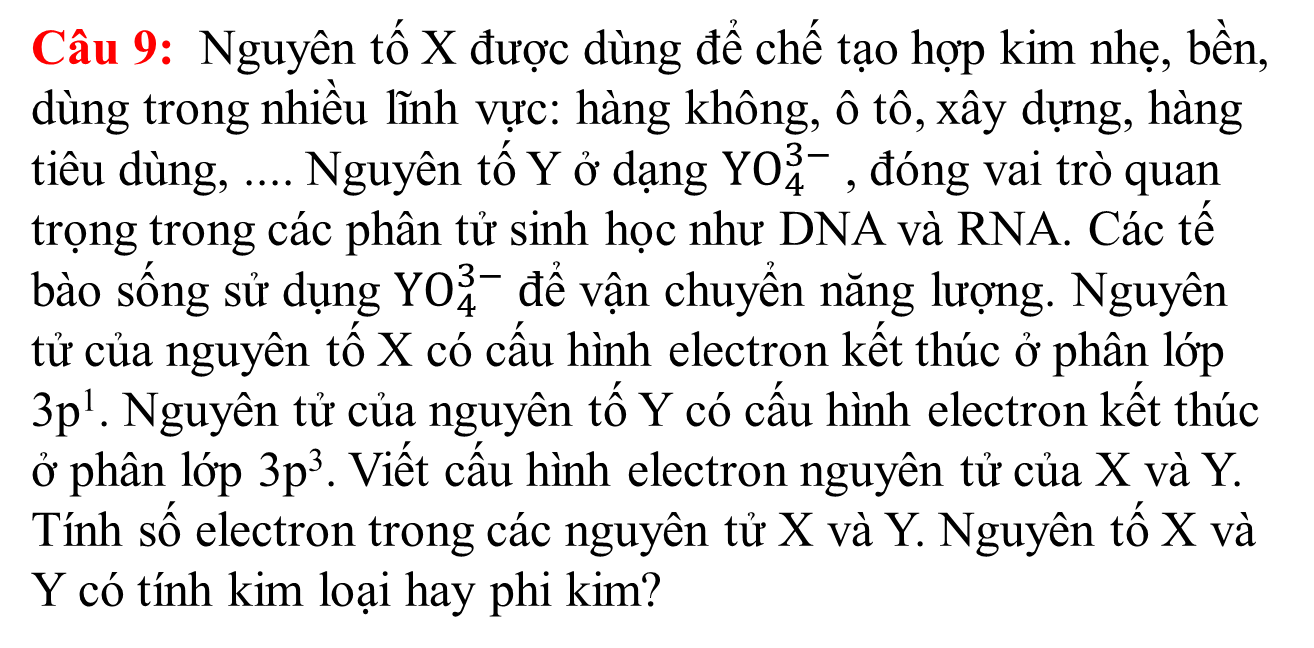 Câu 9: Nguyên tố X được dùng để chế tạo hợp kim nhẹ, bền,
dùng trong nhiều lĩnh vực: hàng không, ô tô, xây dựng, hàng
tiêu dùng, .... Nguyên tố Y ở dạng YO₄³⁻ , đóng vai trò quan
trọng trong các phân tử sinh học như DNA và RNA. Các tế
bào sống sử dụng YO₄³⁻ để vận chuyển năng lượng. Nguyên
tử của nguyên tố X có cấu hình electron kết thúc ở phân lớp
3p¹. Nguyên tử của nguyên tố Y có cấu hình electron kết thúc
ở phân lớp 3p³. Viết cấu hình electron nguyên tử của X và Y.
Tính số electron trong các nguyên tử X và Y. Nguyên tố X và
Y có tính kim loại hay phi kim?